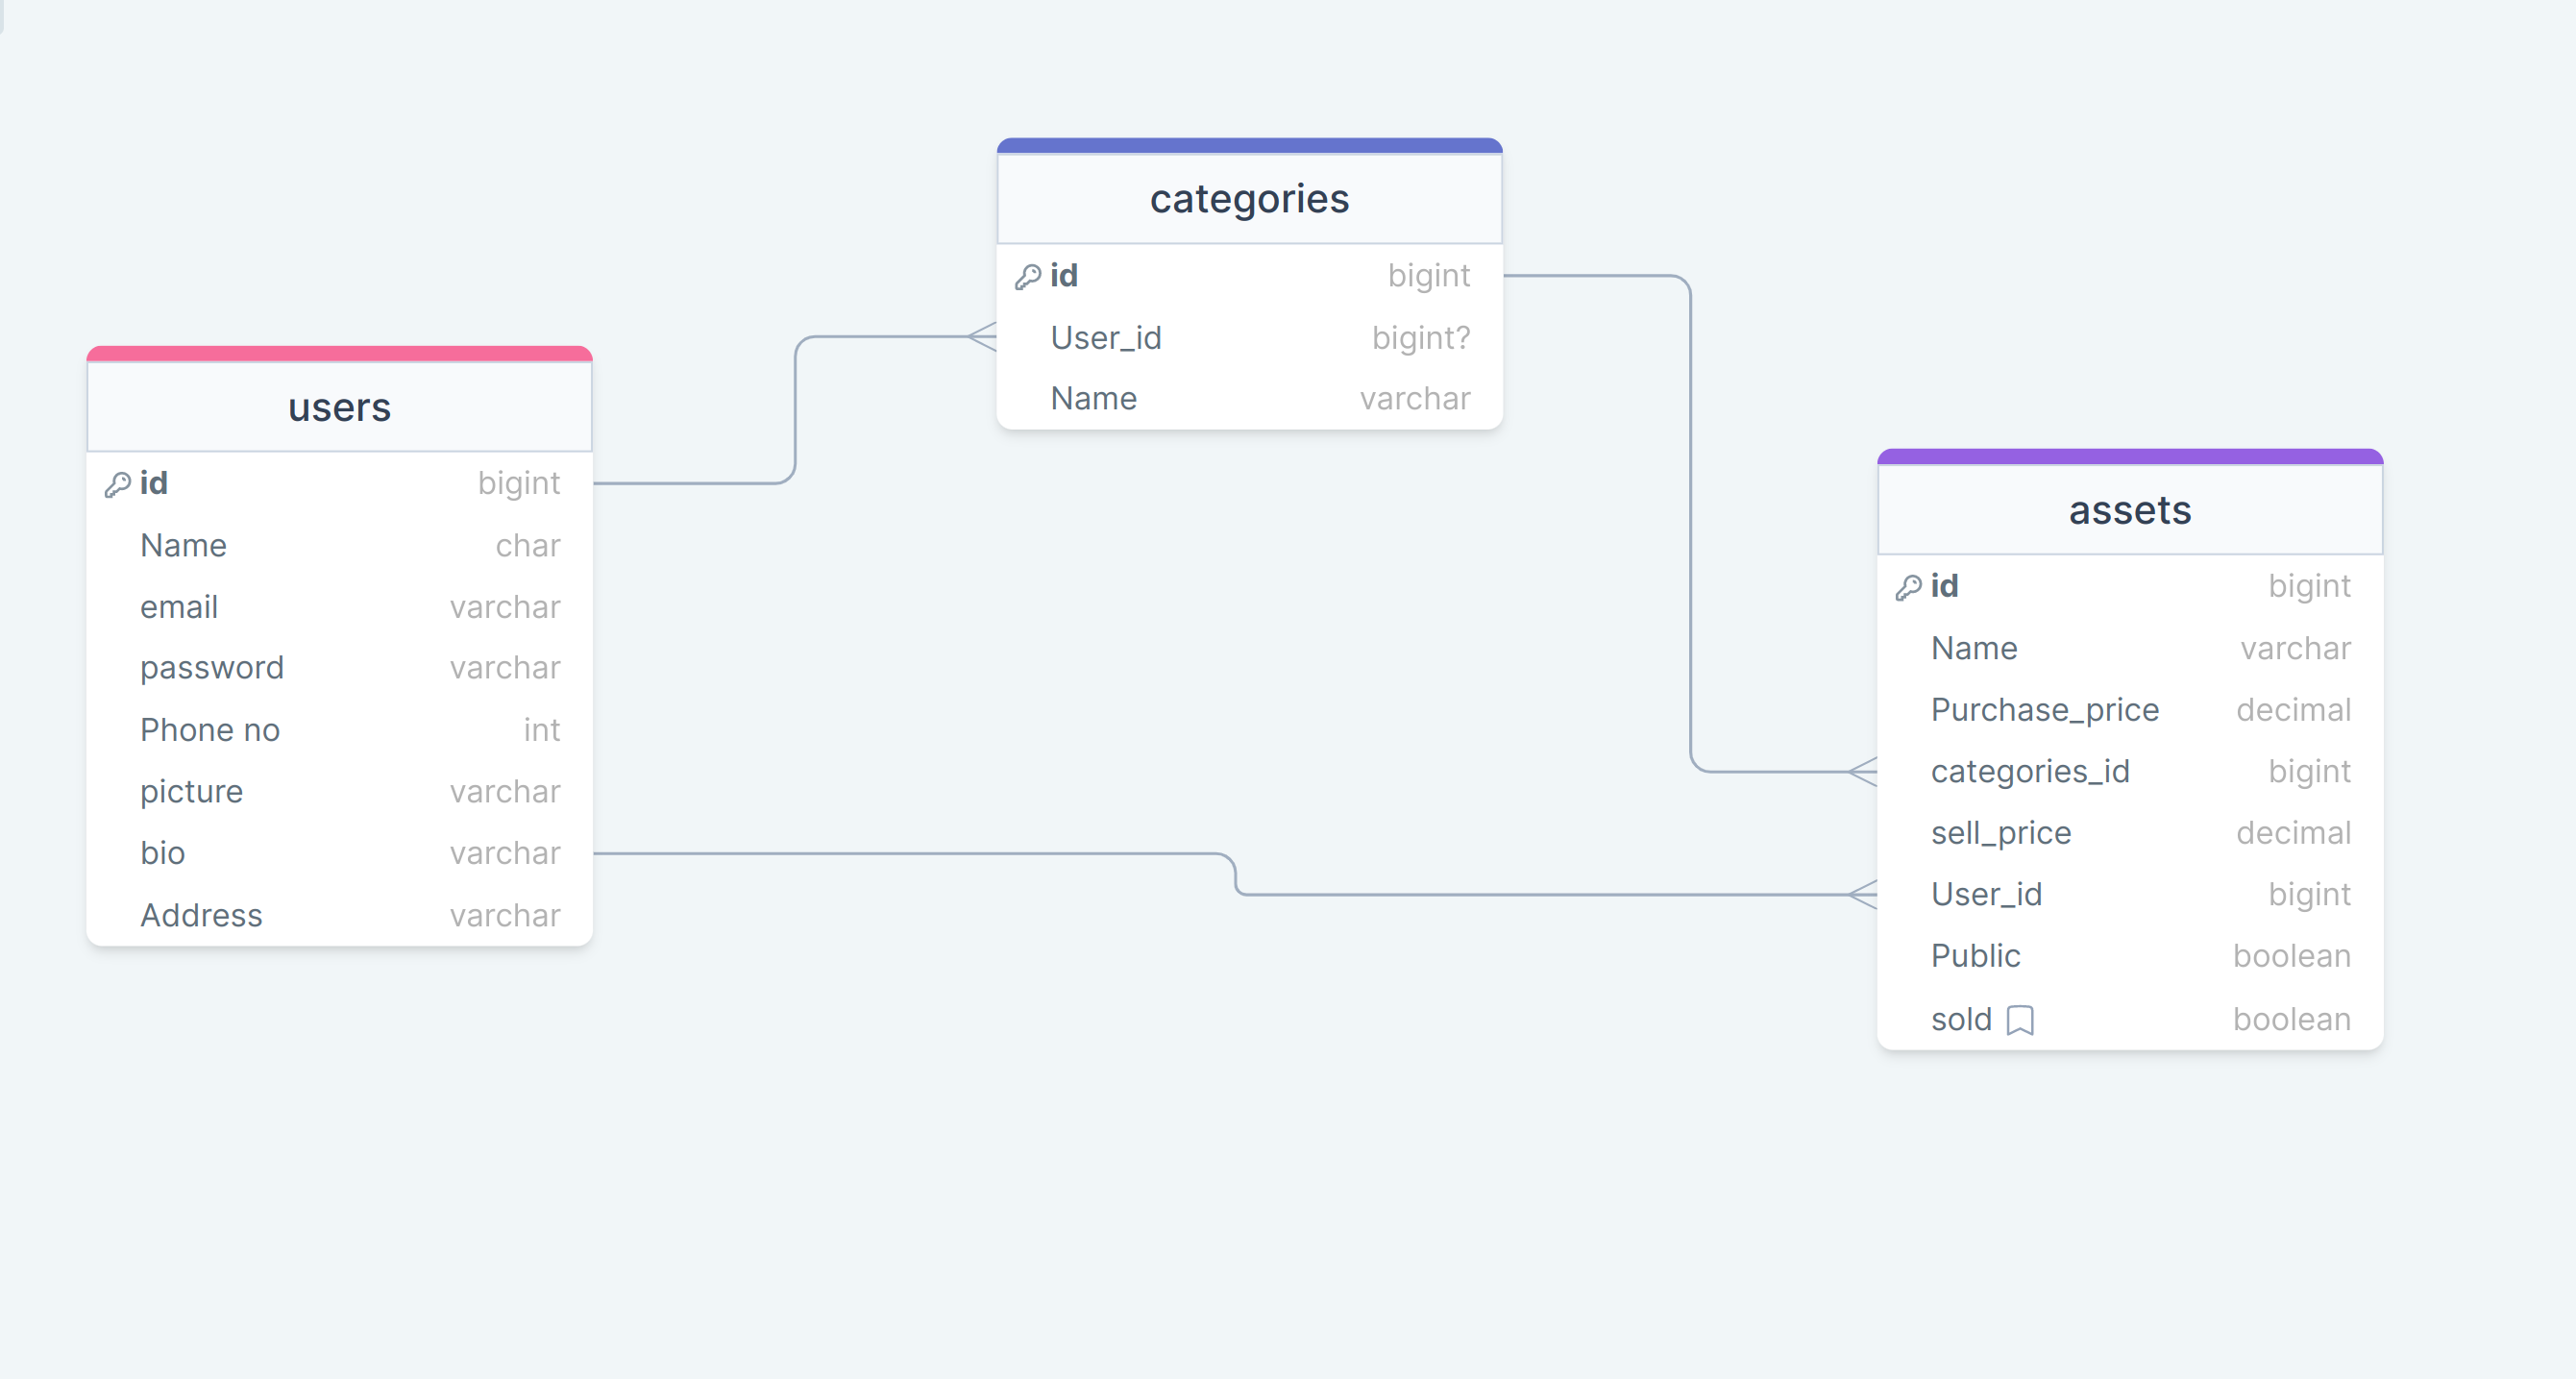 users
id bigint
Name char
email varchar
password varchar
Phone no int
picture varchar
bio varchar
Address varchar
categories
id bigint
User_id bigint?
Name varchar
assets
id bigint
Name varchar
Purchase_price decimal
categories_id bigint
sell_price decimal
User_id bigint
Public boolean
sold boolean